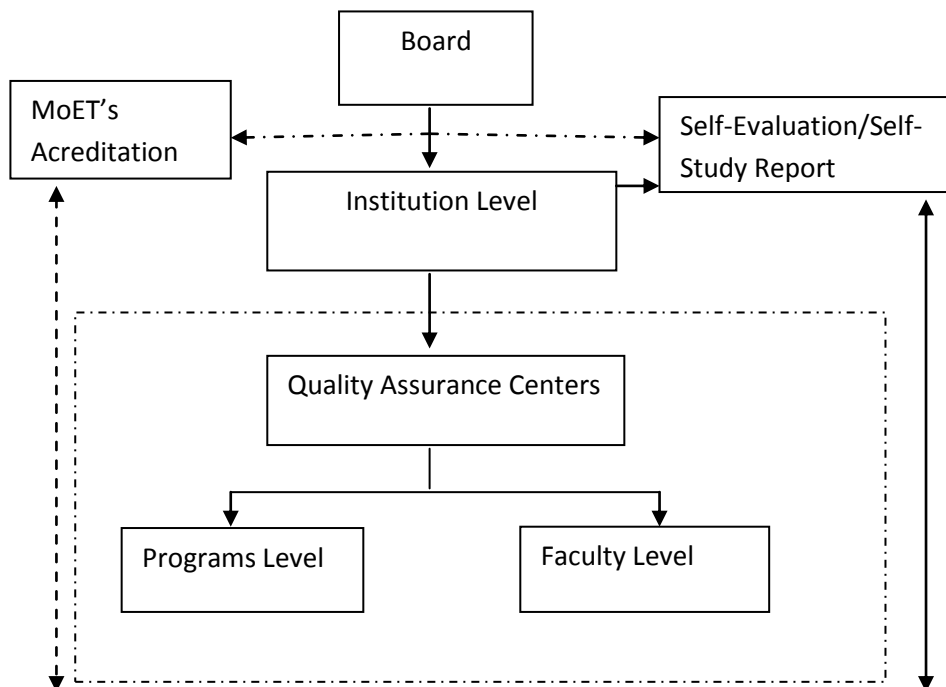 Board
MoET’s
Acreditation
Self-Evaluation/Self-
Study Report
Institution Level
Quality Assurance Centers
Programs Level
Faculty Level